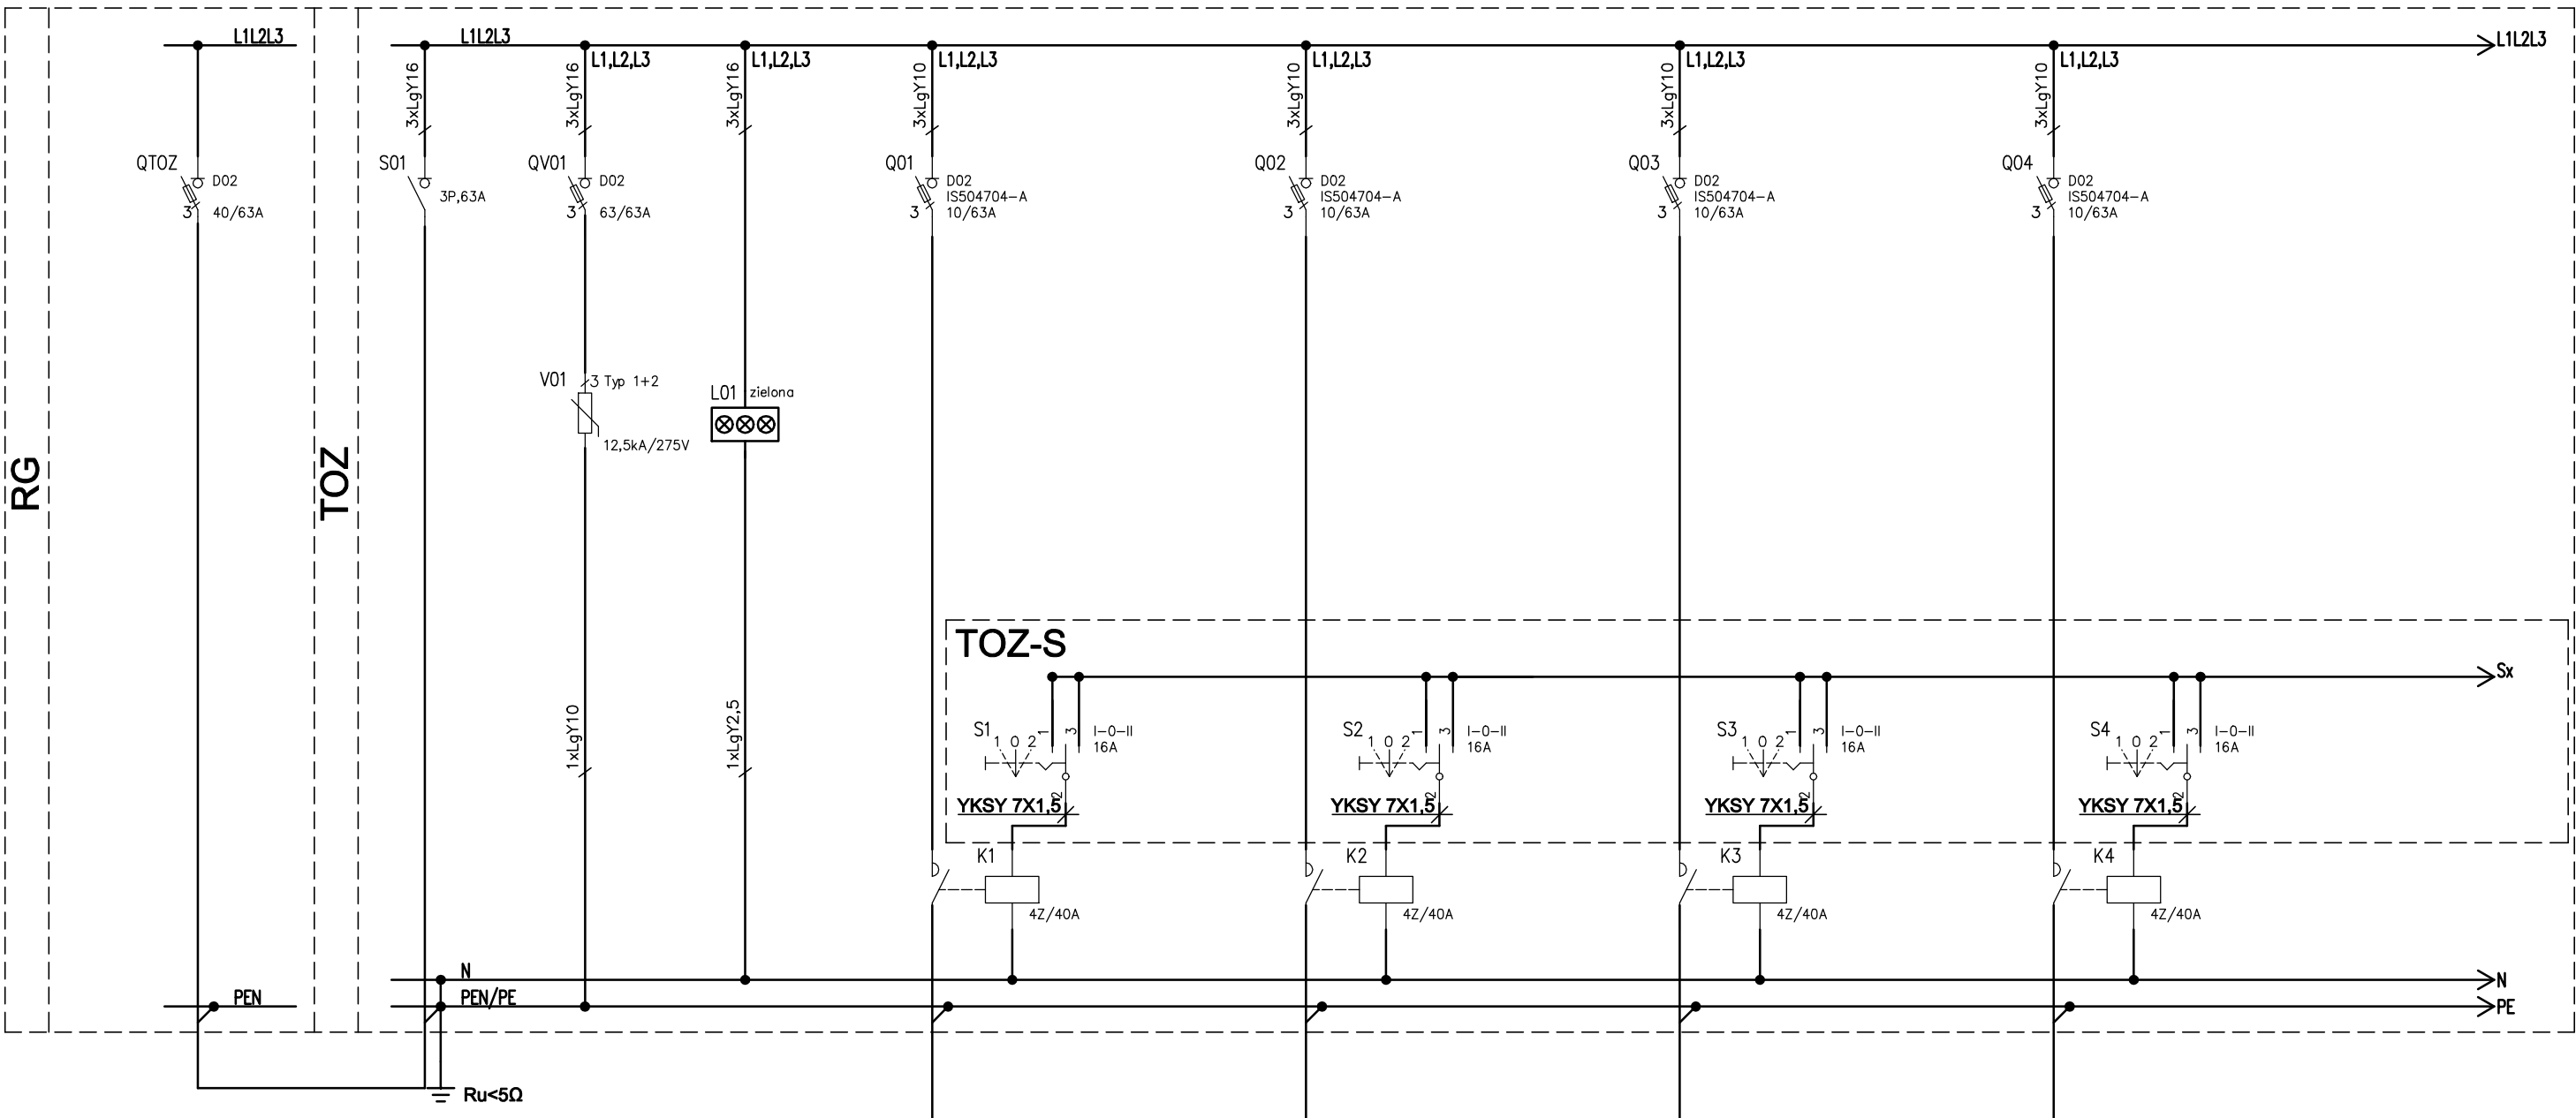 L1L2L3
L1L2L3
L1L2L3
L1,L2,L3
L1,L2,L3
L1,L2,L3
L1,L2,L3
L1,L2,L3
L1,L2,L3
3xLgY16
3xLgY16
3xLgY16
3xLgY10
3xLgY10
3xLgY10
3xLgY10
QTOZ
D02
3
40/63A
S01
3P,63A
QV01
D02
3
63/63A
Q01
D02
IS504704-A
3
10/63A
Q02
D02
IS504704-A
3
10/63A
Q03
D02
IS504704-A
3
10/63A
Q04
D02
IS504704-A
3
10/63A
V01
3 Typ 1+2
12,5kA/275V
L01
zielona
RG
TOZ
TOZ-S
Sx
1xLgY10
1xLgY2,5
S1
1 0 2
1
3
I-0-II
16A
2
YKSY 7X1,5
S2
1 0 2
1
3
I-0-II
16A
2
YKSY 7X1,5
S3
1 0 2
1
3
I-0-II
16A
2
YKSY 7X1,5
S4
1 0 2
1
3
I-0-II
16A
2
YKSY 7X1,5
K1
4Z/40A
K2
4Z/40A
K3
4Z/40A
K4
4Z/40A
N
N
PEN
PEN/PE
PE
Ru<5Ω